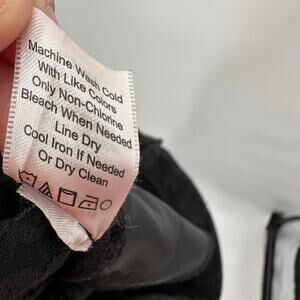 Machine Wash Cold
With Like Colors
Only Non-Chlorine
Bleach When Needed
Line Dry
Cool Iron If Needed
Or Dry Clean